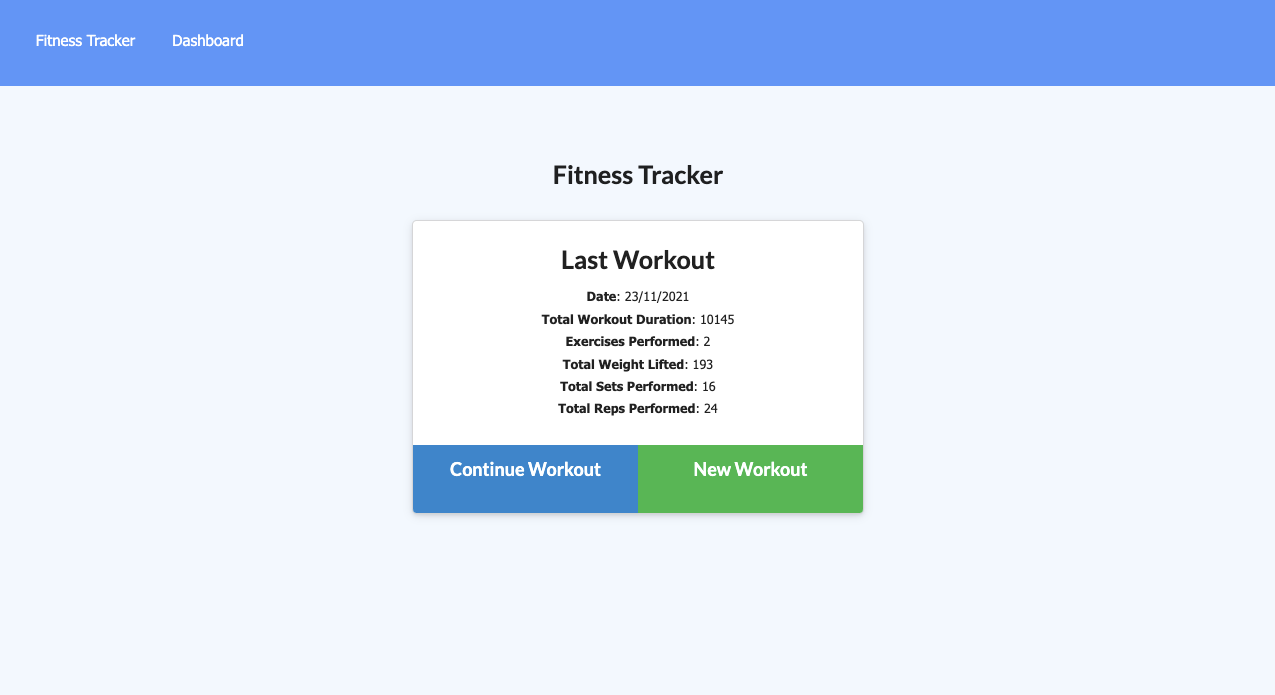 Fitness Tracker Dashboard
Fitness Tracker
Last Workout
Date: 23/11/2021
Total Workout Duration: 10145
Exercises Performed: 2
Total Weight Lifted: 193
Total Sets Performed: 16
Total Reps Performed: 24
Continue Workout New Workout